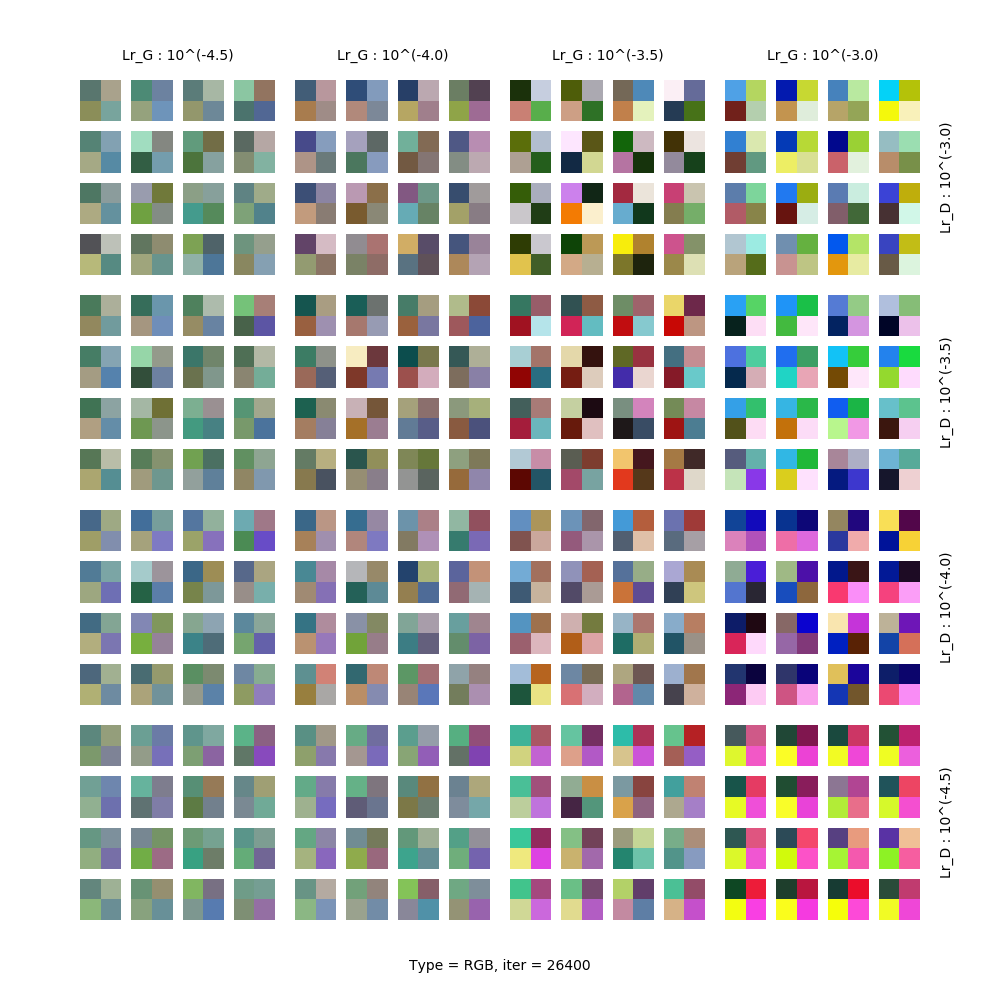 Lr_G : 10^(-4.5) Lr_G : 10^(-4.0) Lr_G : 10^(-3.5) Lr_G : 10^(-3.0)
Lr_D : 10^(-3.0)
Lr_D : 10^(-3.5)
Lr_D : 10^(-4.0)
Lr_D : 10^(-4.5)
Type = RGB, iter = 26400